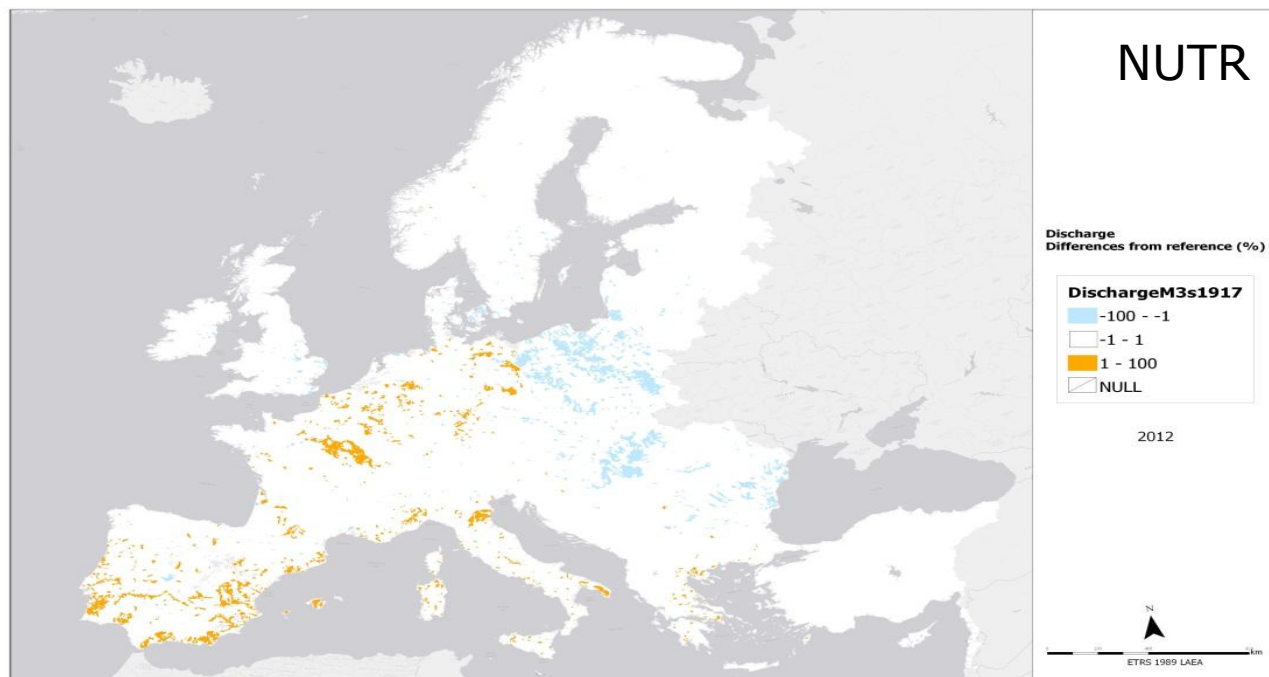 NUTR
Discharge
Differences from reference (%)
DischargeM3s1917
-100 - -1
-1 - 1
1 - 100
NULL
2012
N
km
ETRS 1989 LAEA